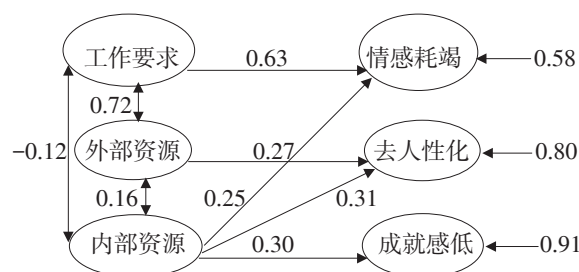 工作要求 0.63 情感耗竭 0.58
0.72
-0.12 外部资源 0.27 去人性化 0.80
0.16 0.25 0.31
内部资源 0.30 成就感低 0.91